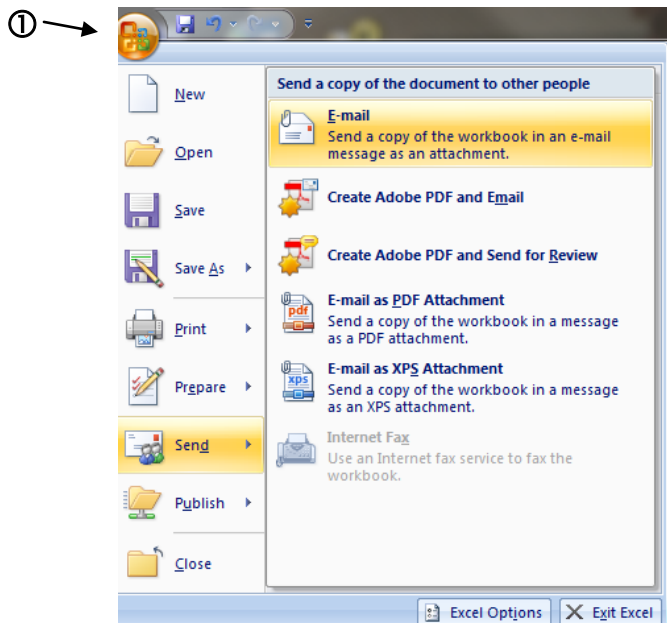 ①
New
Open
Save
Save As
Print
Prepare
Send
Publish
Close
Send a copy of the document to other people
E-mail
Send a copy of the workbook in an e-mail
message as an attachment.
Create Adobe PDF and Email
Create Adobe PDF and Send for Review
E-mail as PDF Attachment
Send a copy of the workbook in a message
as a PDF attachment.
E-mail as XPS Attachment
Send a copy of the workbook in a message
as an XPS attachment.
Internet Fax
Use an Internet fax service to fax the
workbook.
pdf
xps
Excel Options
Exit Excel